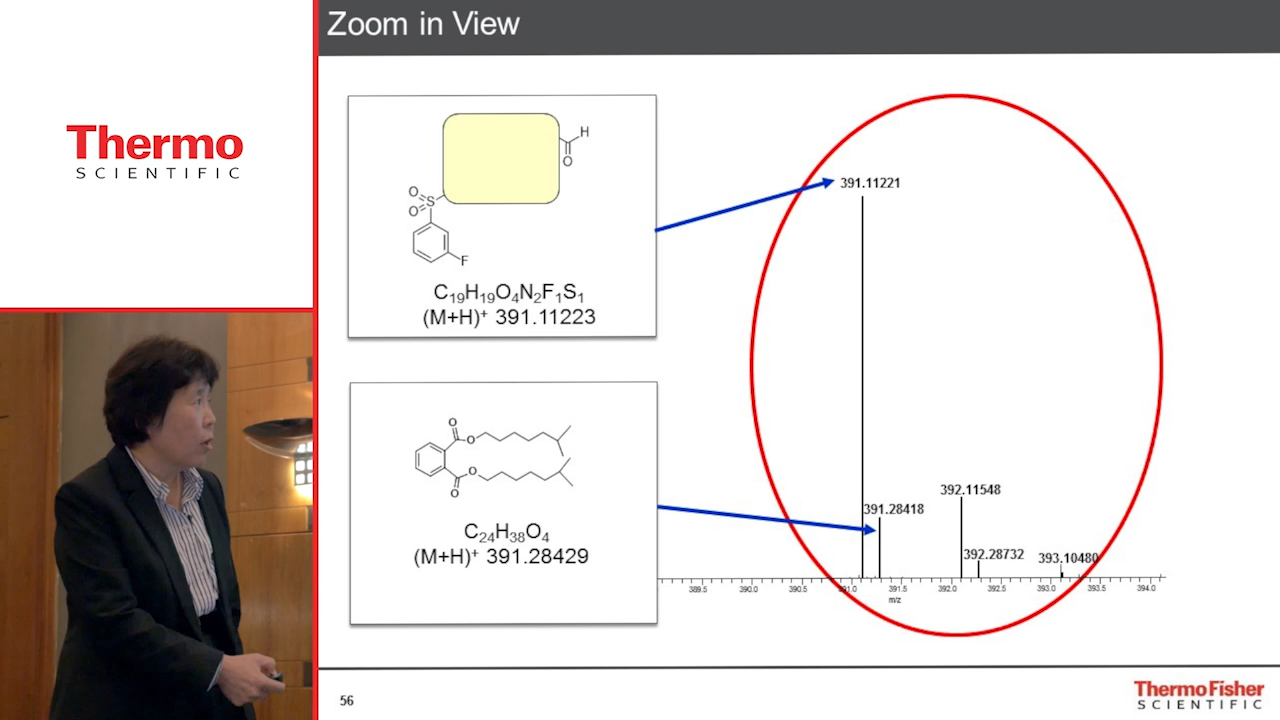 Zoom in View
Thermo
SCIENTIFIC
H
O
O
O
S
F
C₁₉H₁₉O₄N₂F₁S₁
(M+H)⁺ 391.11223
O
O
O
O
C₂₄H₃₈O₄
(M+H)⁺ 391.28429
391.11221
391.28418
392.11548
392.28732
393.10480
389.5 390.0 390.5 391.0 391.5 392.0 392.5 393.0 393.5 394.0
m/z
56
ThermoFisher
SCIENTIFIC